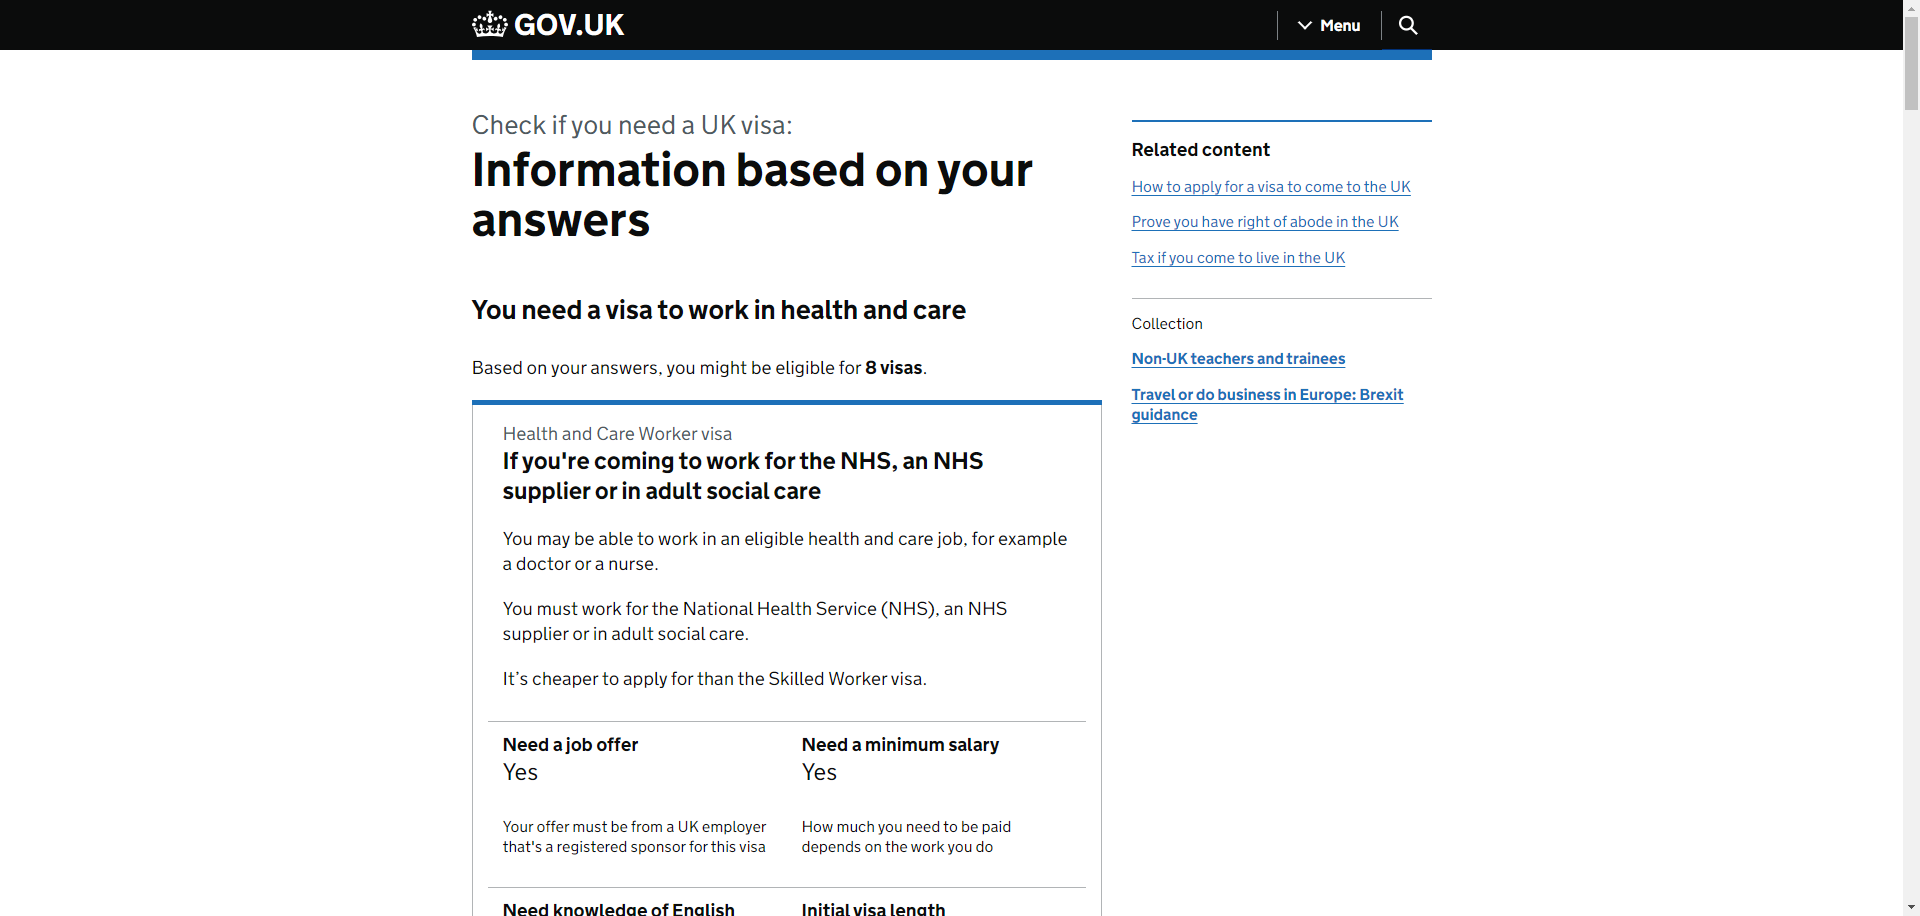 GOV.UK
Menu
Check if you need a UK visa:
Information based on your
answers
You need a visa to work in health and care
Based on your answers, you might be eligible for 8 visas.
Health and Care Worker visa
If you're coming to work for the NHS, an NHS
supplier or in adult social care
You may be able to work in an eligible health and care job, for example
a doctor or a nurse.
You must work for the National Health Service (NHS), an NHS
supplier or in adult social care.
It’s cheaper to apply for than the Skilled Worker visa.
Need a job offer
Yes
Your offer must be from a UK employer
that's a registered sponsor for this visa
Need a minimum salary
Yes
How much you need to be paid
depends on the work you do
Need knowledge of English
Initial visa length
Related content
How to apply for a visa to come to the UK
Prove you have right of abode in the UK
Tax if you come to live in the UK
Collection
Non-UK teachers and trainees
Travel or do business in Europe: Brexit
guidance